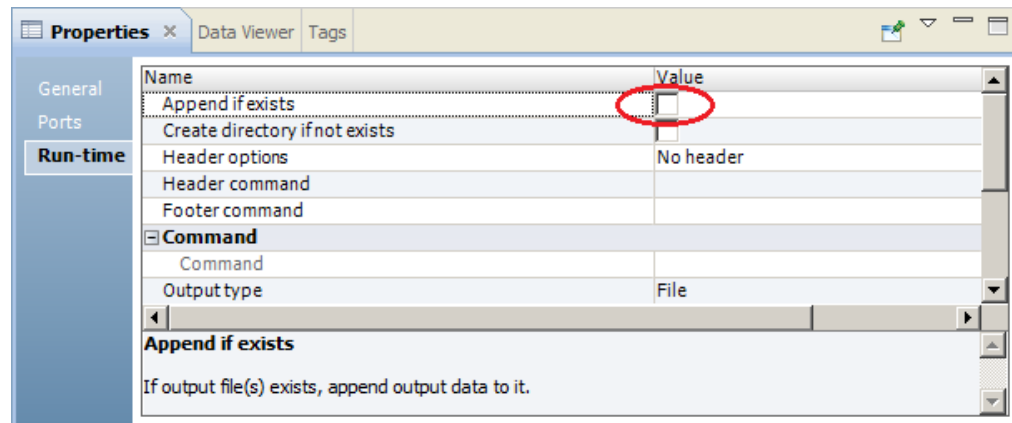 Properties Data Viewer Tags
General
Ports
Run-time
Name Value
Append if exists
Create directory if not exists
Header options No header
Header command
Footer command
Command
Command
Output type File
Append if exists
If output file(s) exists, append output data to it.